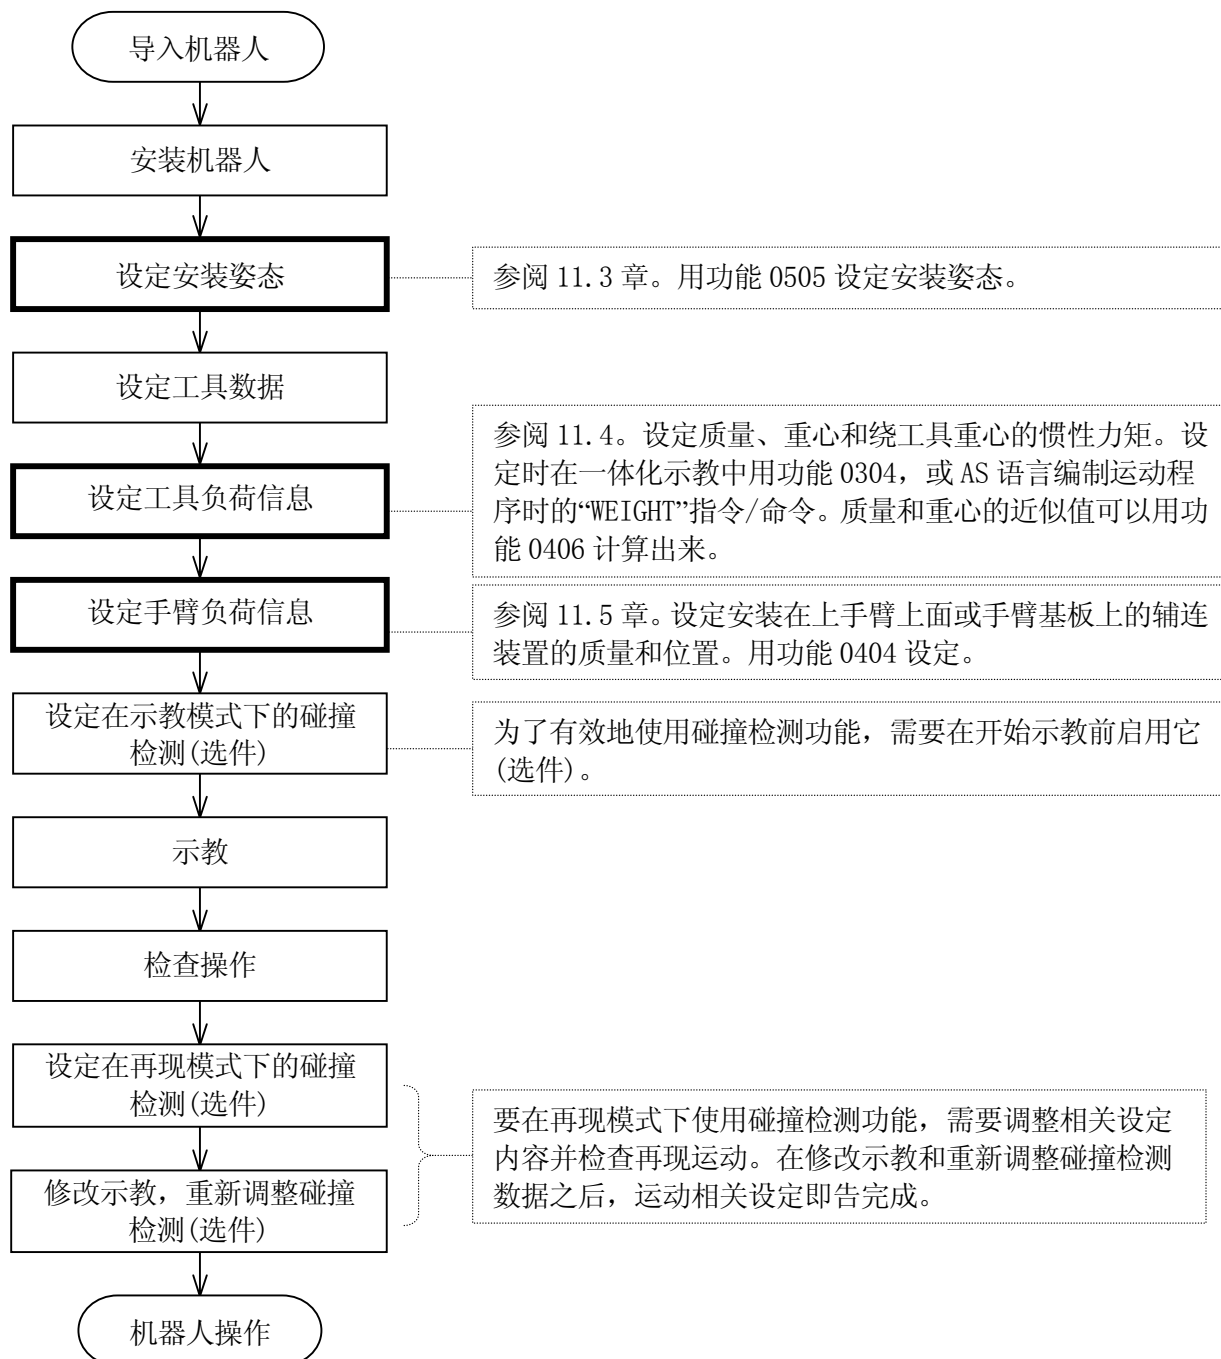 导入机器人
安装机器人
设定安装姿态
参阅 11.3 章。用功能 0505 设定安装姿态。
设定工具数据
设定工具负荷信息
参阅 11.4。设定质量、重心和绕工具重心的惯性力矩。设
定时在一体化示教中用功能 0304，或 AS 语言编制运动程
序时的“WEIGHT”指令/命令。质量和重心的近似值可以用功
能 0406 计算出来。
设定手臂负荷信息
参阅 11.5 章。设定安装在上手臂上面或手臂基板上的辅连
装置的质量和位置。用功能 0404 设定。
设定在示教模式下的碰撞
检测(选件)
为了有效地使用碰撞检测功能，需要在开始示教前启用它
(选件)。
示教
检查操作
设定在再现模式下的碰撞
检测(选件)
修改示教，重新调整碰撞
检测(选件)
要在再现模式下使用碰撞检测功能，需要调整相关设定
内容并检查再现运动。在修改示教和重新调整碰撞检测
数据之后，运动相关设定即告完成。
机器人操作